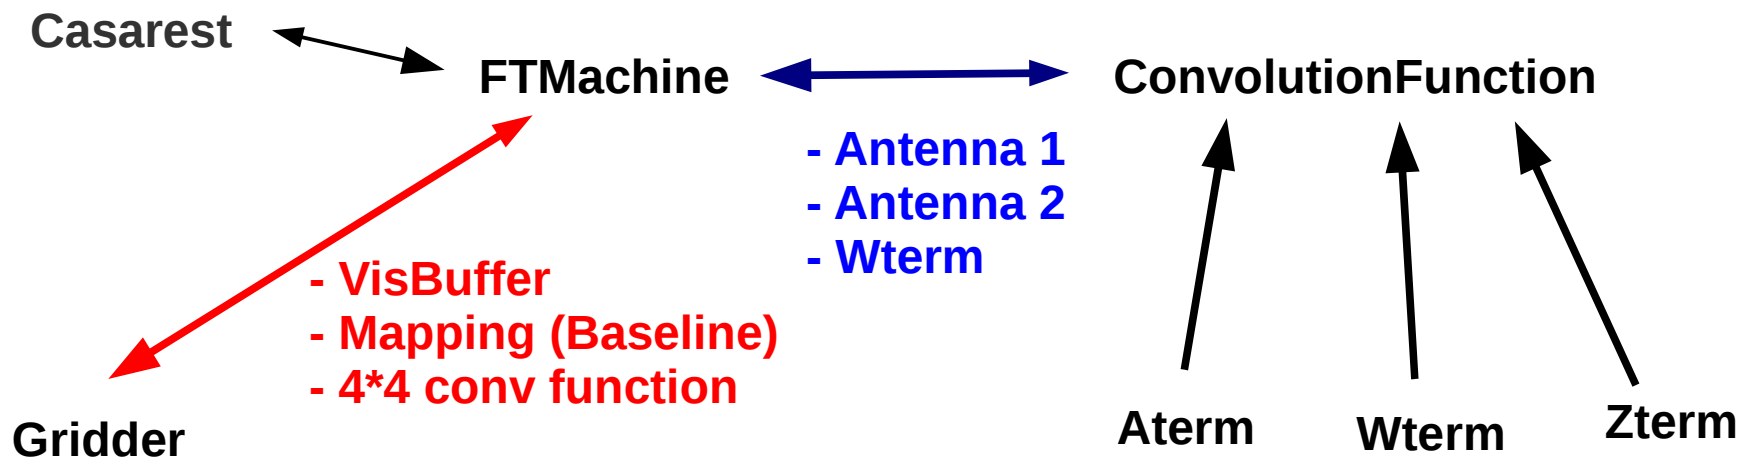 Casarest
FTMachine
ConvolutionFunction
- Antenna 1
- Antenna 2
- Wterm
- VisBuffer
- Mapping (Baseline)
- 4*4 conv function
Gridder
Aterm
Wterm
Zterm